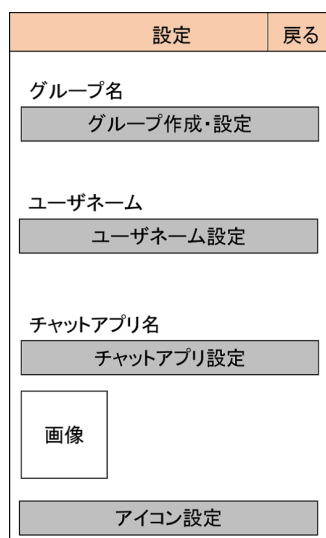 設定 戻る
グループ名
グループ作成・設定
ユーザネーム
ユーザネーム設定
チャットアプリ名
チャットアプリ設定
画像
アイコン設定